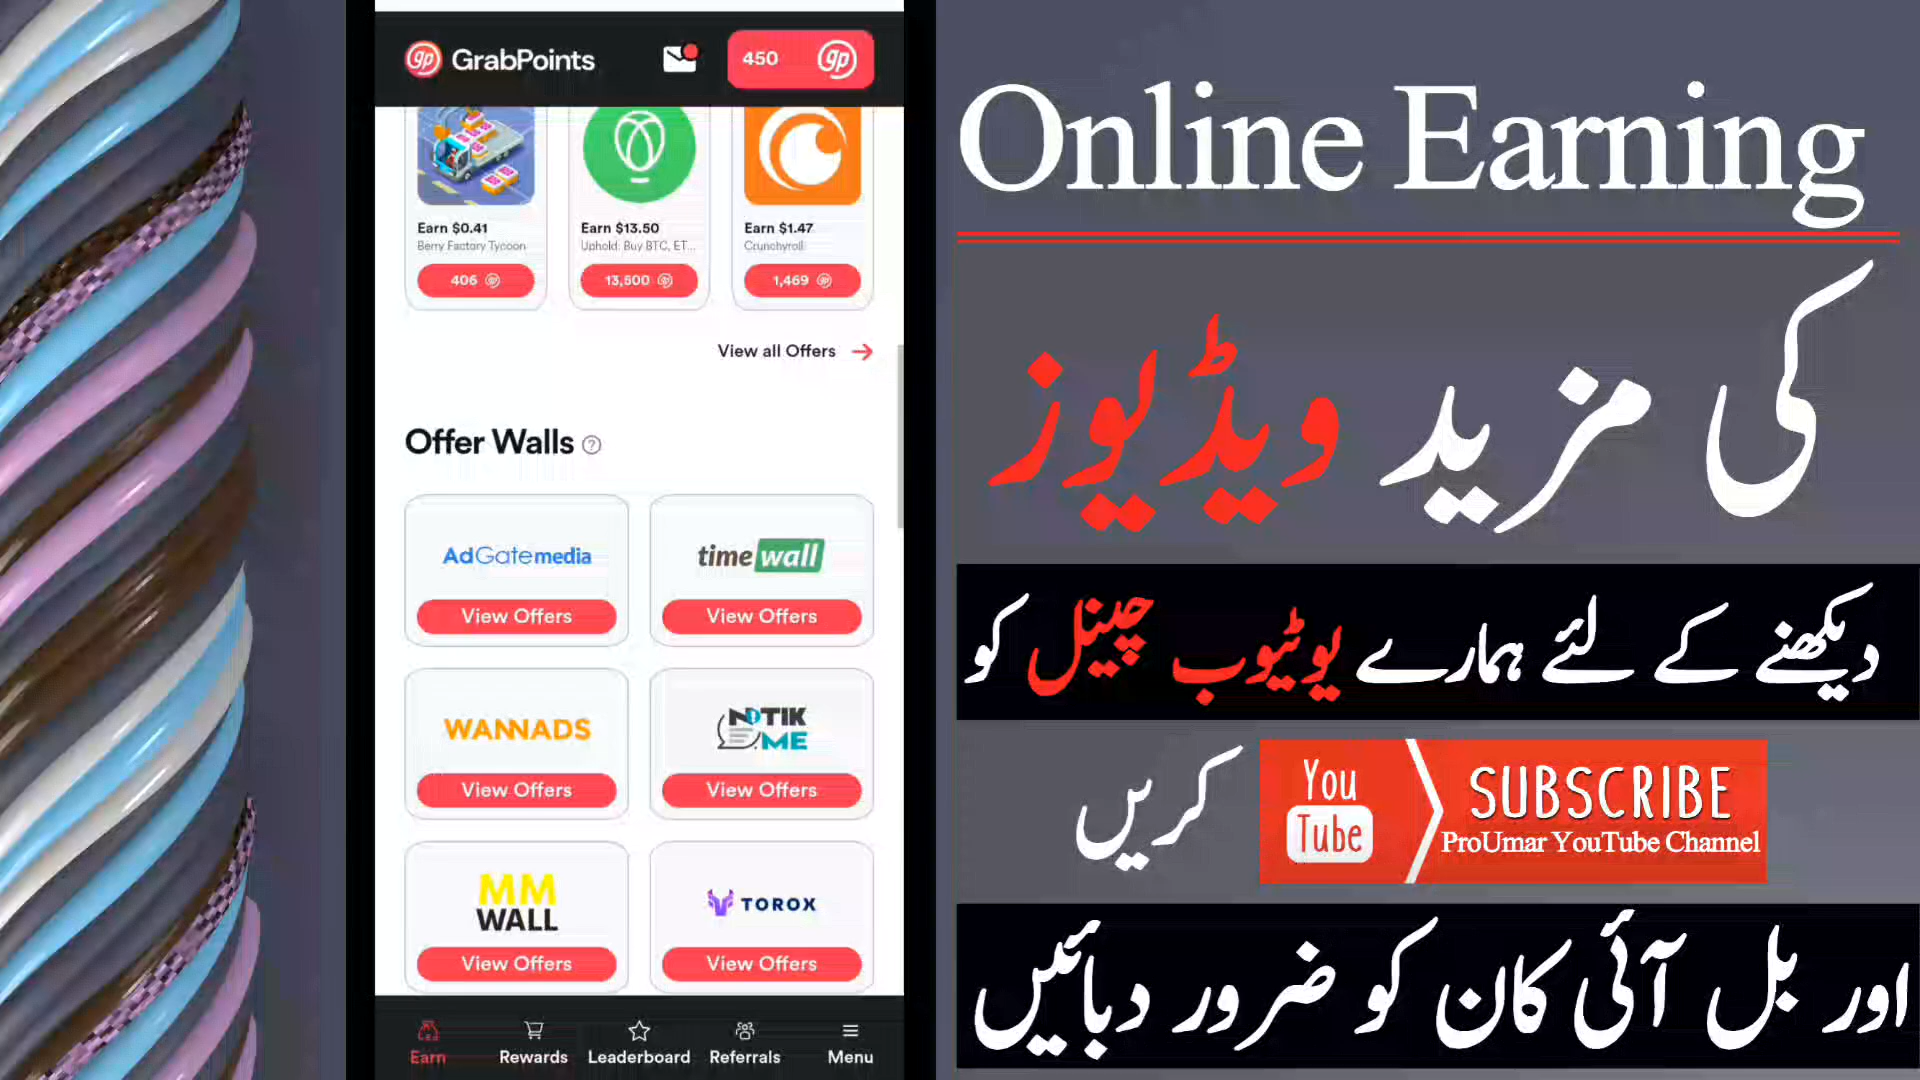 GrabPoints
450
Earn $0.41
Berry Factory Tycoon
406
Earn $13.50
Uphold: Buy BTC, ET...
13,500
Earn $1.47
Crunchyroll
1,469
View all Offers
Offer Walls
AdGatemedia
View Offers
timewall
View Offers
WANNADS
View Offers
NOTIK.ME
View Offers
MM WALL
View Offers
TOROX
View Offers
Earn
Rewards
Leaderboard
Referrals
Menu
Online Earning
کی مزید ویڈیوز
دیکھنے کے لئے ہمارے یوٹیوب چینل کو
You Tube
SUBSCRIBE
ProUmar YouTube Channel
کریں
اور بل آئی کان کو ضرور دبائیں